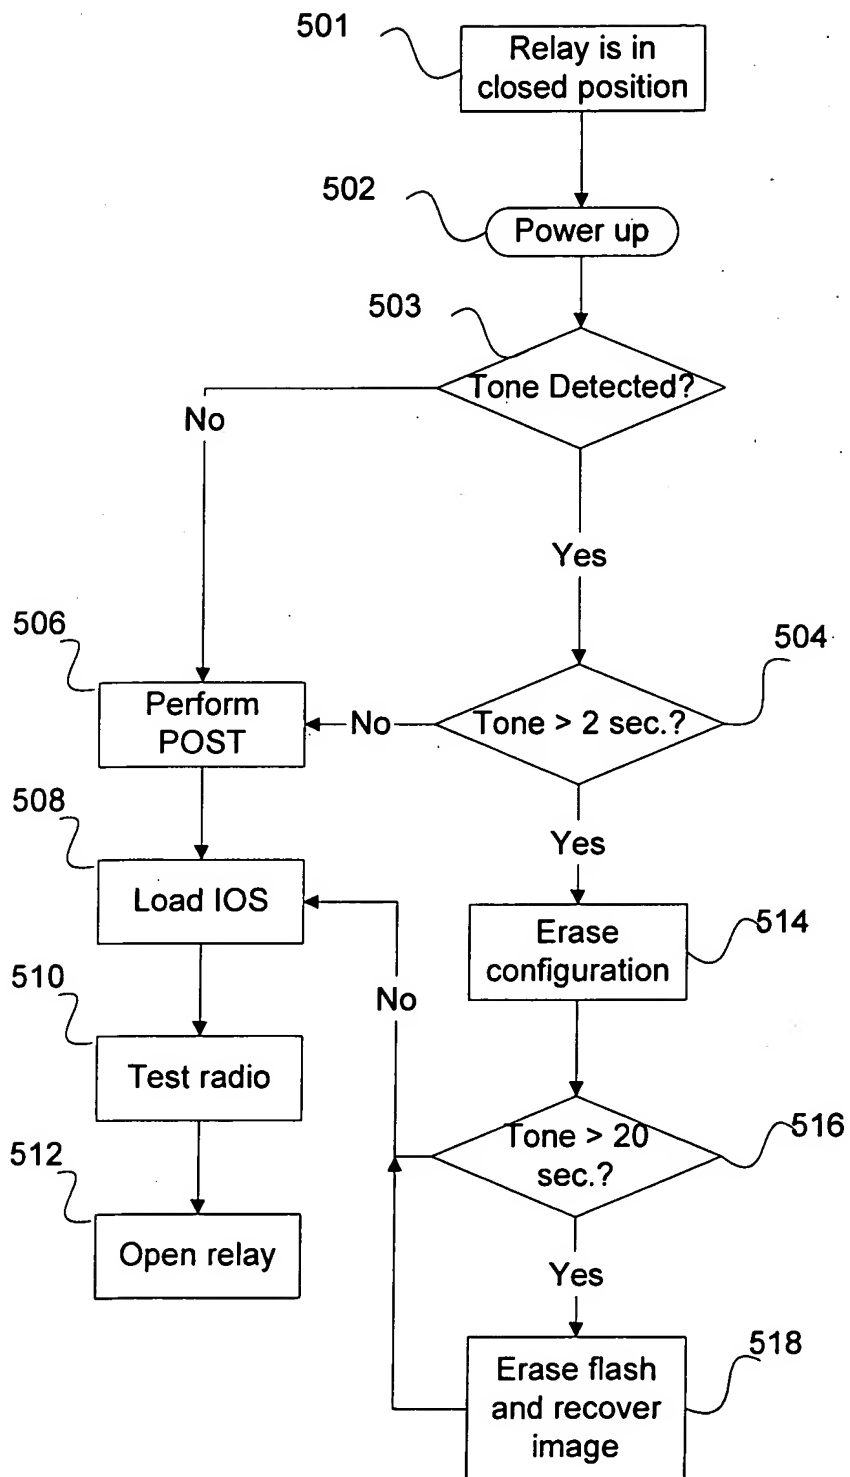 501
Relay is in
closed position
502
Power up
503
Tone Detected?
No
Yes
506
504
Perform
POST
No
Tone > 2 sec.?
508
Yes
Load IOS
Erase
configuration
514
510
No
Test radio
Tone > 20
sec.?
516
512
Open relay
Yes
518
Erase flash
and recover
image